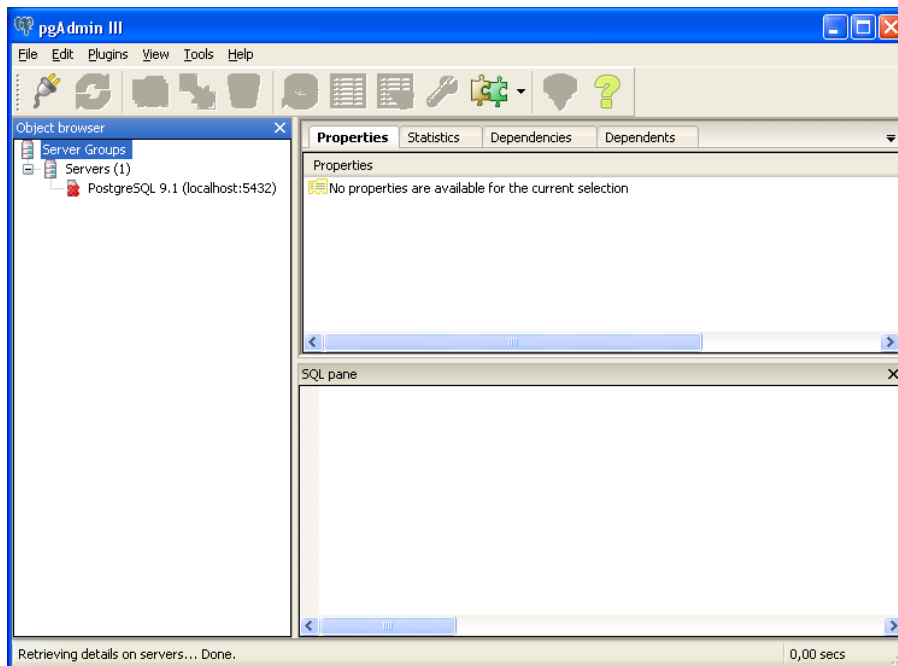 pgAdmin III
File Edit Plugins View Tools Help
Object browser
Server Groups
Servers (1)
PostgreSQL 9.1 (localhost:5432)
Properties Statistics Dependencies Dependents
Properties
No properties are available for the current selection
SQL pane
Retrieving details on servers... Done.
0,00 secs